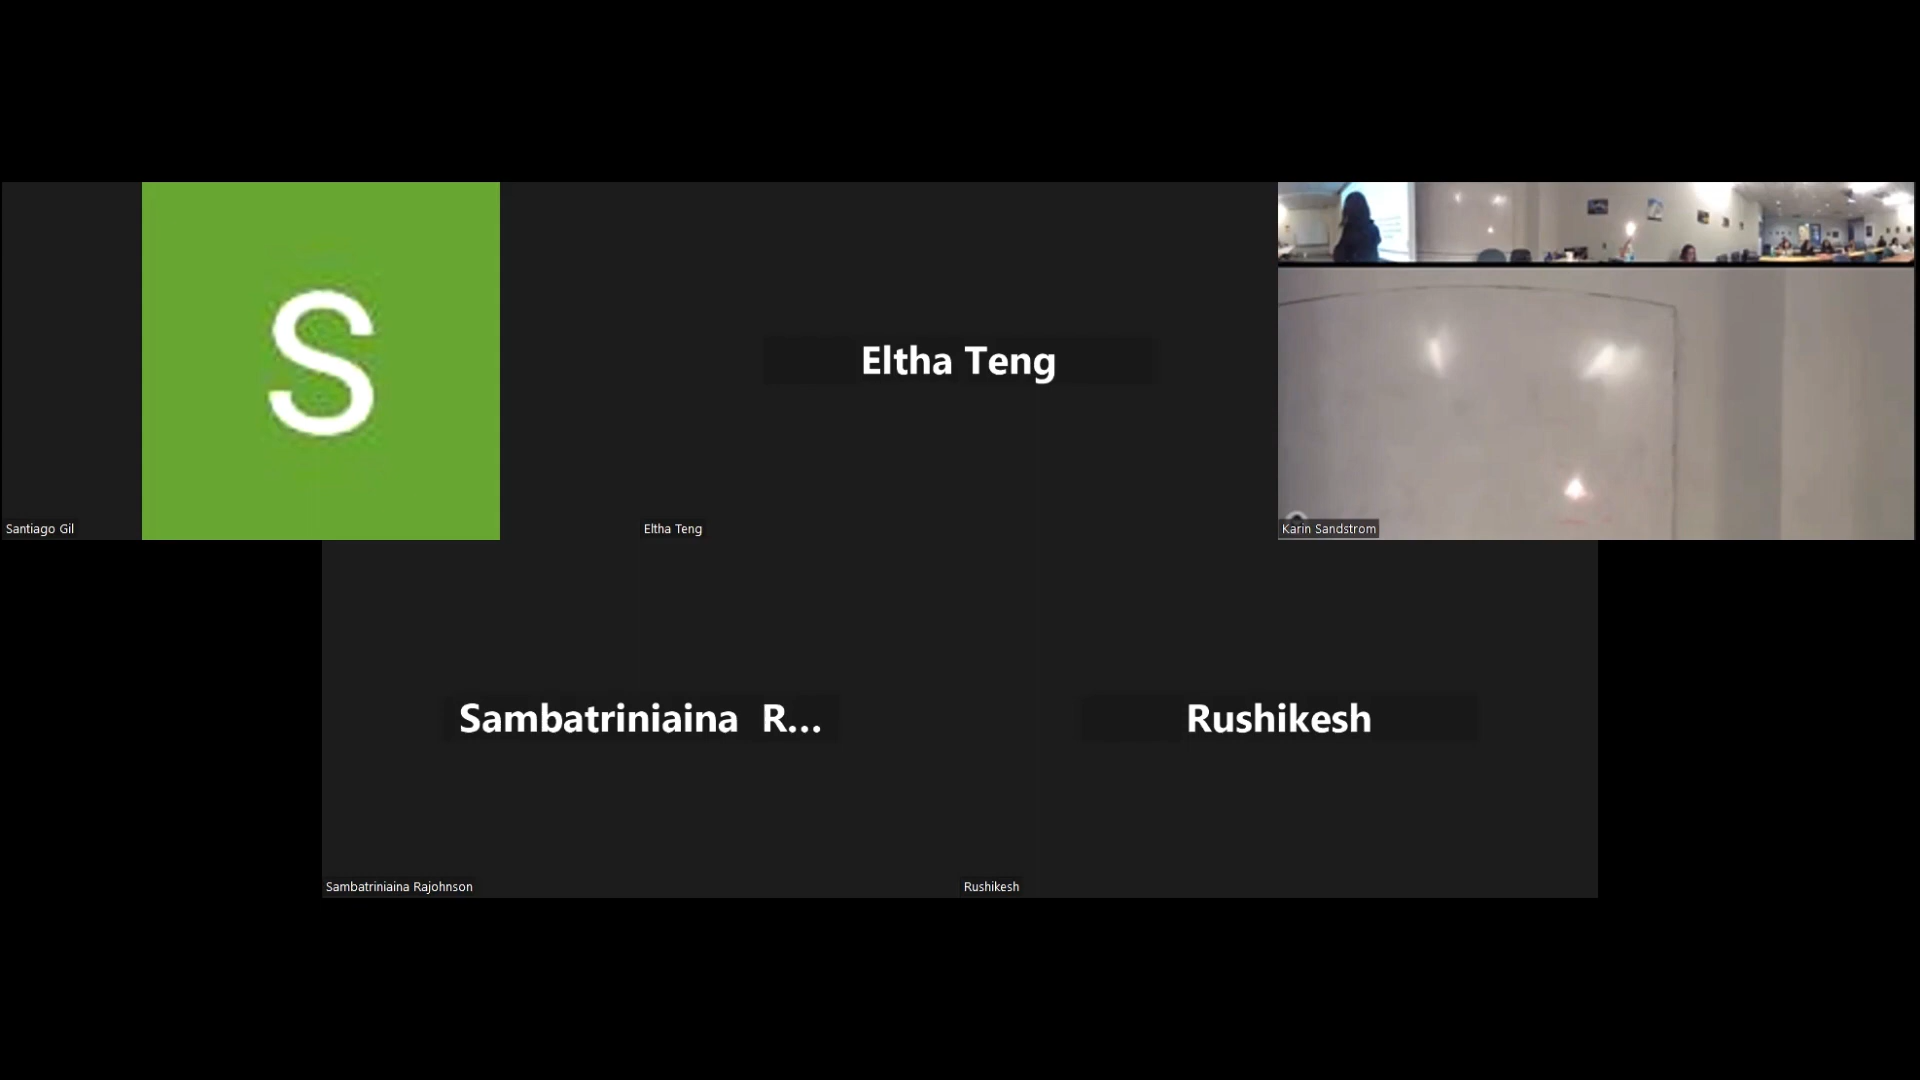 S
Santiago Gil
Eltha Teng
Eltha Teng
Karin Sandstrom
Sambatriniaina R...
Sambatriniaina Rajohnson
Rushikesh
Rushikesh